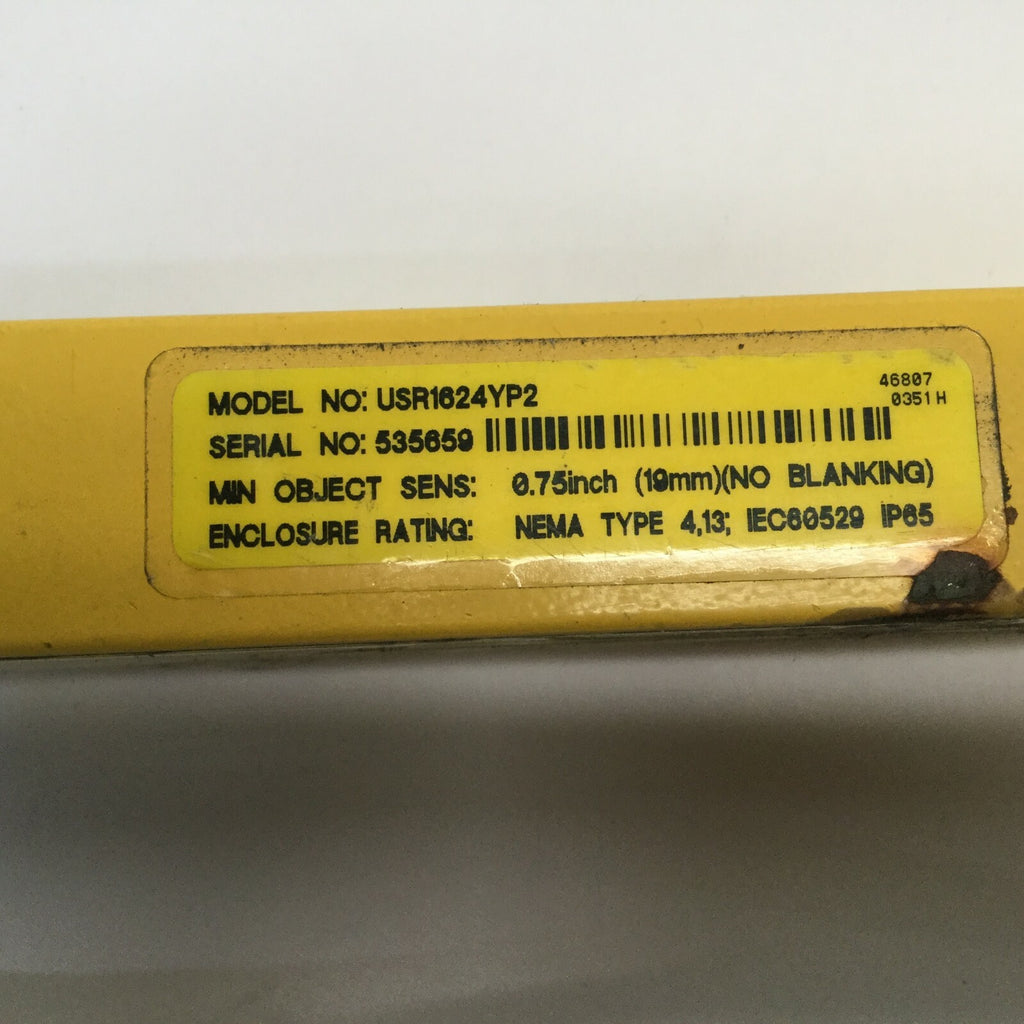 MODEL NO: USR1624YP2
46807
0351 H
SERIAL NO: 535659
MIN OBJECT SENS: 0.75inch (19mm)(NO BLANKING)
ENCLOSURE RATING: NEMA TYPE 4,13; IEC60529 IP65